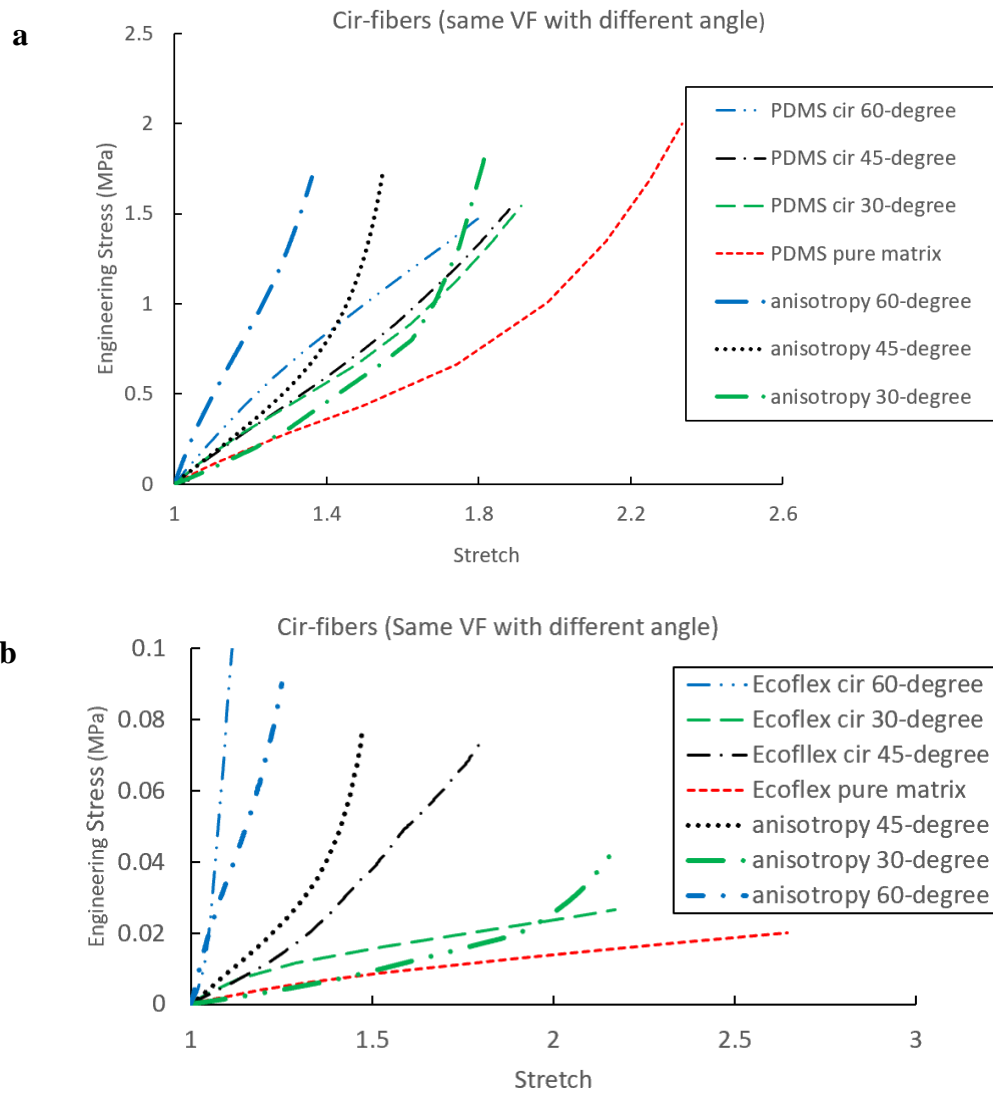 a
Cir-fibers (same VF with different angle)
Engineering Stress (MPa)
2.5
2
1.5
1
0.5
0
1
1.4
1.8
2.2
2.6
Stretch
PDMS cir 60-degree
PDMS cir 45-degree
PDMS cir 30-degree
PDMS pure matrix
anisotropy 60-degree
anisotropy 45-degree
anisotropy 30-degree
b
Cir-fibers (Same VF with different angle)
Engineering Stress (MPa)
0.1
0.08
0.06
0.04
0.02
0
1
1.5
2
2.5
3
Stretch
Ecoflex cir 60-degree
Ecoflex cir 30-degree
Ecofllex cir 45-degree
Ecoflex pure matrix
anisotropy 45-degree
anisotropy 30-degree
anisotropy 60-degree